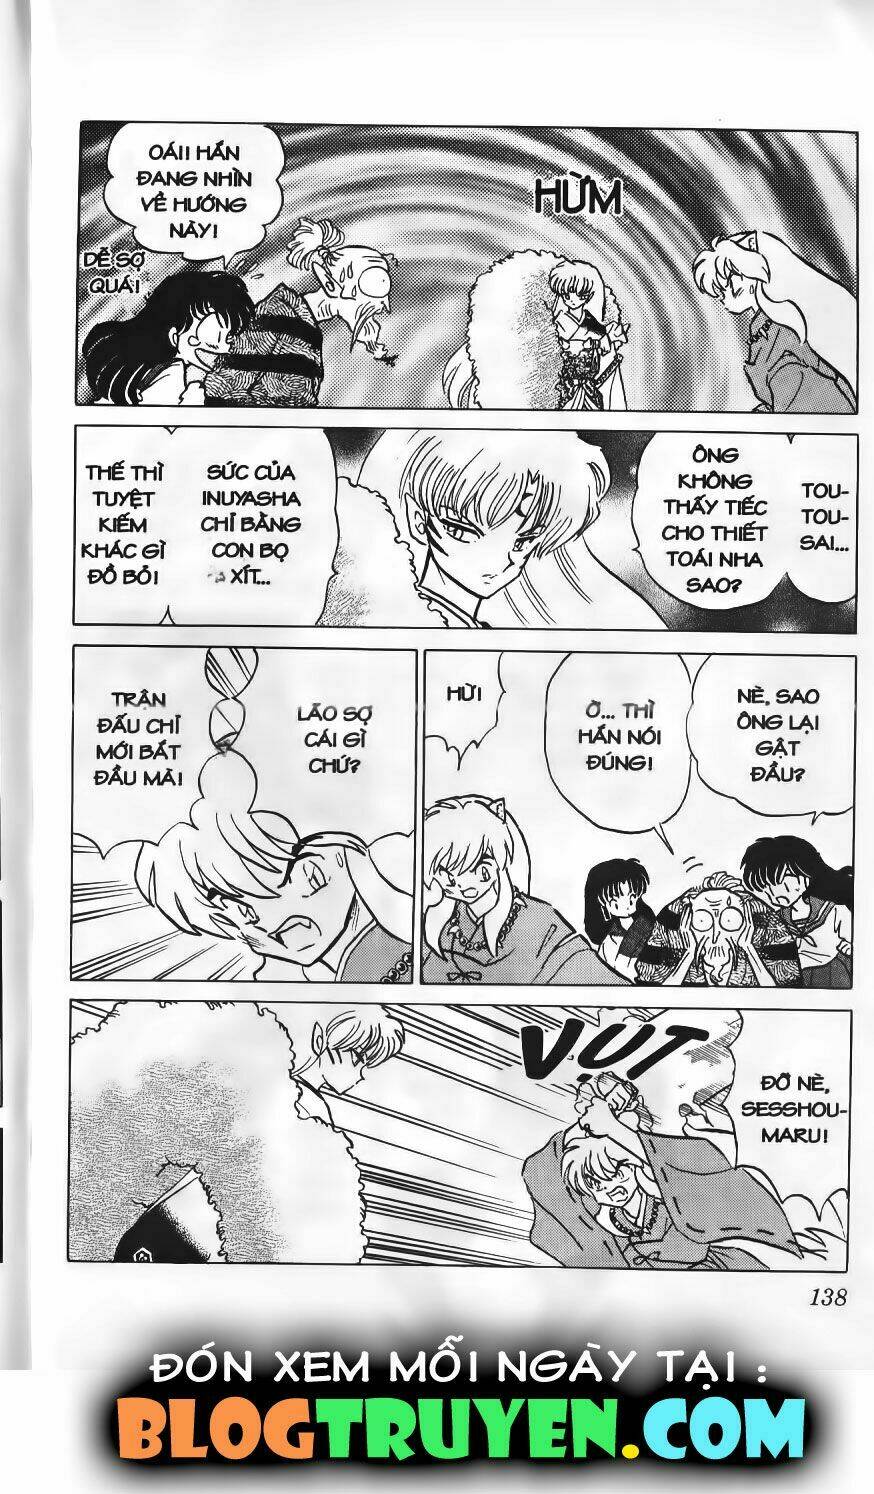 HỪM
OÁI! HẮN
ĐANG NHÌN
VỀ HƯỚNG
NÀY!
DỄ SỢ
QUÁ!
TOU-
TOU-
SAI...
ÔNG
KHÔNG
THẤY TIẾC
CHO THIẾT
TOÁI NHA
SAO?
SỨC CỦA
INUYASHA
CHỈ BẰNG
CON BỌ
XÍT...
THẾ THÌ
TUYỆT
KIẾM
KHÁC GÌ
ĐỒ BỎ!
NÈ, SAO
ÔNG LẠI
GẬT
ĐẦU?
Ờ... THÌ
HẮN NÓI
ĐÚNG!
HỪ!
LÃO SỢ
CÁI GÌ
CHỨ?
TRẬN
ĐẤU CHỈ
MỚI BẮT
ĐẦU MÀ!
VỤT
ĐỠ NÈ,
SESSHOU-
MARU!
138
ĐÓN XEM MỖI NGÀY TẠI :
BLOGTRUYEN.COM